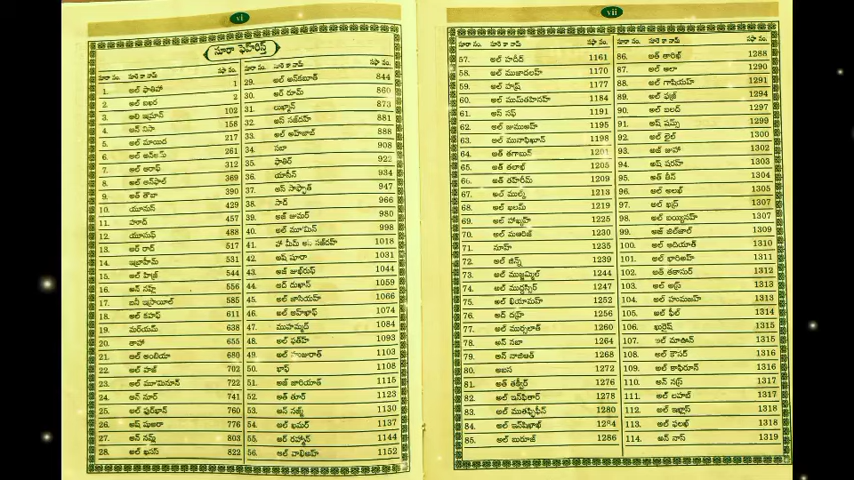 vi
సూరా ఫెహ్‌రిస్త్
సూరా నం. సూరె కా నామ్ సఫ్హా నం.
1. అల్ ఫాతిహా 1
2. అల్ బఖర 2
3. ఆలి ఇమ్రాన్ 102
4. అన్ నిసా 158
5. అల్ మాయిద 217
6. అల్ అన్ఆమ్ 261
7. అల్ ఆరాఫ్ 312
8. అల్ అన్‌ఫాల్ 369
9. అత్ తౌబా 390
10. యూనుస్ 429
11. హూద్ 457
12. యూసుఫ్ 488
13. అర్ రాద్ 517
14. ఇబ్రాహీమ్ 531
15. అల్ హిజ్ర్ 544
16. అన్ నహ్ల 556
17. బనీ ఇస్రాయీల్ 585
18. అల్ కహఫ్ 611
19. మర్‌యమ్ 638
20. తాహా 655
21. అల్ అంబియా 680
22. అల్ హజ్ 702
23. అల్ మూ'మినూన్ 722
24. అన్ నూర్ 741
25. అల్ ఫుర్ఖాన్ 760
26. అష్ షుఅరా 776
27. అన్ నమ్ల్ 803
28. అల్ ఖసస్ 822
సూరా నం. సూరె కా నామ్ సఫ్హా నం.
29. అల్ అన్‌కబూత్ 844
30. అర్ రూమ్ 860
31. లుఖ్మాన్ 873
32. అస్ సజ్‌దహ్ 881
33. అల్ అహ్‌జాబ్ 888
34. సబా 908
35. ఫాతిర్ 922
36. యాసీన్ 934
37. అస్ సాఫ్ఫాత్ 947
38. సాద్ 966
39. అజ్ జుమర్ 980
40. అల్ మూ'మిన్ 998
41. హా మీమ్ అస్ సజ్‌దహ్ 1018
42. అష్ షూరా 1031
43. అజ్ జుఖ్‌రుఫ్ 1044
44. అద్ దుఖాన్ 1059
45. అల్ జాసియహ్ 1066
46. అల్ అహ్‌ఖాఫ్ 1074
47. ముహమ్మద్ 1084
48. అల్ ఫత్‌హ్ 1093
49. అల్ హుజురాత్ 1103
50. ఖాఫ్ 1108
51. అజ్ జారియాత్ 1115
52. అత్ తూర్ 1123
53. అన్ నజ్మ్ 1130
54. అల్ ఖమర్ 1137
55. అర్ రహ్మాన్ 1144
56. అల్ వాఖిఅహ్ 1152
vii
సూరా నం. సూరె కా నామ్ సఫ్హా నం.
57. అల్ హదీద్ 1161
58. అల్ ముజాదలహ్ 1170
59. అల్ హష్ర్ 1177
60. అల్ ముమ్‌తహినహ్ 1184
61. అస్ సఫ్ 1191
62. అల్ జుముఅహ్ 1195
63. అల్ మునాఫిఖూన్ 1198
64. అత్ తగాబున్ 1201
65. అత్ తలాఖ్ 1205
66. అత్ తహ్‌రీమ్ 1209
67. అల్ ముల్క్ 1213
68. అల్ ఖలమ్ 1219
69. అల్ హాఖ్ఖహ్ 1225
70. అల్ మఆరిజ్ 1230
71. నూహ్ 1235
72. అల్ జిన్న్ 1239
73. అల్ ముజ్జమ్మిల్ 1244
74. అల్ ముద్దస్సిర్ 1247
75. అల్ ఖియామహ్ 1252
76. అద్ దహ్ర్ 1256
77. అల్ ముర్సలాత్ 1260
78. అన్ నబా 1264
79. అన్ నాజిఆత్ 1268
80. అబస 1272
81. అత్ తక్వీర్ 1276
82. అల్ ఇన్‌ఫితార్ 1278
83. అల్ ముతఫ్ఫిఫీన్ 1280
84. అల్ ఇన్‌షిఖాఖ్ 1284
85. అల్ బురూజ్ 1286
సూరా నం. సూరె కా నామ్ సఫ్హా నం.
86. అత్ తారిఖ్ 1288
87. అల్ ఆలా 1290
88. అల్ గాషియహ్ 1291
89. అల్ ఫజ్ర్ 1294
90. అల్ బలద్ 1297
91. అష్ షమ్స్ 1299
92. అల్ లైల్ 1300
93. అజ్ జుహా 1302
94. అష్ షరహ్ 1303
95. అత్ తీన్ 1304
96. అల్ అలఖ్ 1305
97. అల్ ఖద్ర్ 1307
98. అల్ బయ్యినహ్ 1307
99. అజ్ జిల్‌జాల్ 1309
100. అల్ ఆదియాత్ 1310
101. అల్ ఖారిఅహ్ 1311
102. అత్ తకాసుర్ 1312
103. అల్ అస్ర్ 1313
104. అల్ హుమజహ్ 1313
105. అల్ ఫీల్ 1314
106. ఖురైష్ 1315
107. అల్ మాఊన్ 1315
108. అల్ కౌసర్ 1316
109. అల్ కాఫిరూన్ 1316
110. అన్ నస్ర్ 1317
111. అల్ లహబ్ 1317
112. అల్ ఇఖ్లాస్ 1318
113. అల్ ఫలఖ్ 1318
114. అన్ నాస్ 1319